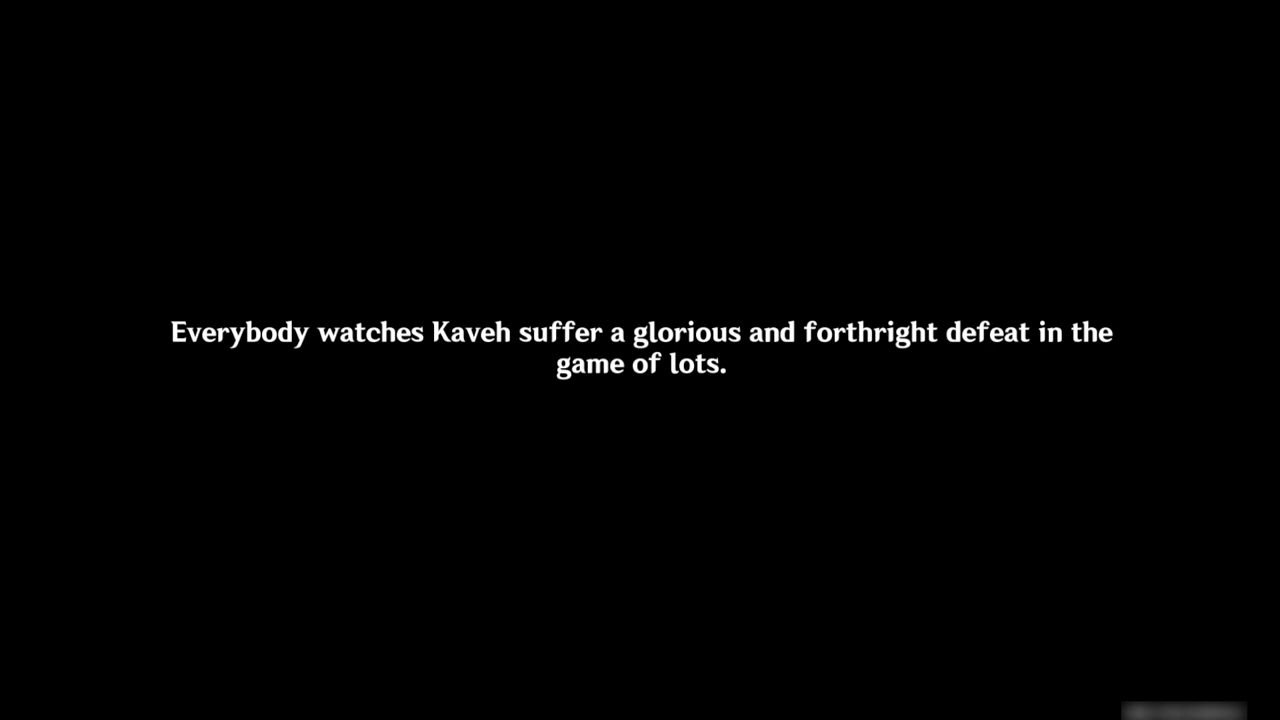 Everybody watches Kaveh suffer a glorious and forthright defeat in the
game of lots.